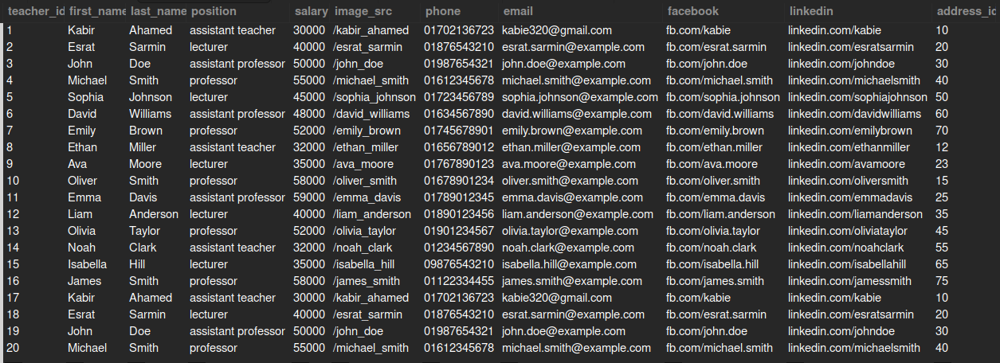 teacher_id first_name last_name position salary image_src phone email facebook linkedin address_id
1 Kabir Ahamed assistant teacher 30000 /kabir_ahamed 01702136723 kabie320@gmail.com fb.com/kabie linkedin.com/kabie 10
2 Esrat Sarmin lecturer 40000 /esrat_sarmin 01876543210 esrat.sarmin@example.com fb.com/esrat.sarmin linkedin.com/esratsarmin 20
3 John Doe assistant professor 50000 /john_doe 01987654321 john.doe@example.com fb.com/john.doe linkedin.com/johndoe 30
4 Michael Smith professor 55000 /michael_smith 01612345678 michael.smith@example.com fb.com/michael.smith linkedin.com/michaelsmith 40
5 Sophia Johnson lecturer 45000 /sophia_johnson 01723456789 sophia.johnson@example.com fb.com/sophia.johnson linkedin.com/sophiajohnson 50
6 David Williams assistant professor 48000 /david_williams 01634567890 david.williams@example.com fb.com/david.williams linkedin.com/davidwilliams 60
7 Emily Brown professor 52000 /emily_brown 01745678901 emily.brown@example.com fb.com/emily.brown linkedin.com/emilybrown 70
8 Ethan Miller assistant teacher 32000 /ethan_miller 01656789012 ethan.miller@example.com fb.com/ethan.miller linkedin.com/ethanmiller 12
9 Ava Moore lecturer 35000 /ava_moore 01767890123 ava.moore@example.com fb.com/ava.moore linkedin.com/avamoore 23
10 Oliver Smith professor 58000 /oliver_smith 01678901234 oliver.smith@example.com fb.com/oliver.smith linkedin.com/oliversmith 15
11 Emma Davis assistant professor 59000 /emma_davis 01789012345 emma.davis@example.com fb.com/emma.davis linkedin.com/emmadavis 25
12 Liam Anderson lecturer 40000 /liam_anderson 01890123456 liam.anderson@example.com fb.com/liam.anderson linkedin.com/liamanderson 35
13 Olivia Taylor professor 52000 /olivia_taylor 01901234567 olivia.taylor@example.com fb.com/olivia.taylor linkedin.com/oliviataylor 45
14 Noah Clark assistant teacher 32000 /noah_clark 01234567890 noah.clark@example.com fb.com/noah.clark linkedin.com/noahclark 55
15 Isabella Hill lecturer 35000 /isabella_hill 09876543210 isabella.hill@example.com fb.com/isabella.hill linkedin.com/isabellahill 65
16 James Smith professor 58000 /james_smith 01122334455 james.smith@example.com fb.com/james.smith linkedin.com/jamessmith 75
17 Kabir Ahamed assistant teacher 30000 /kabir_ahamed 01702136723 kabie320@gmail.com fb.com/kabie linkedin.com/kabie 10
18 Esrat Sarmin lecturer 40000 /esrat_sarmin 01876543210 esrat.sarmin@example.com fb.com/esrat.sarmin linkedin.com/esratsarmin 20
19 John Doe assistant professor 50000 /john_doe 01987654321 john.doe@example.com fb.com/john.doe linkedin.com/johndoe 30
20 Michael Smith professor 55000 /michael_smith 01612345678 michael.smith@example.com fb.com/michael.smith linkedin.com/michaelsmith 40